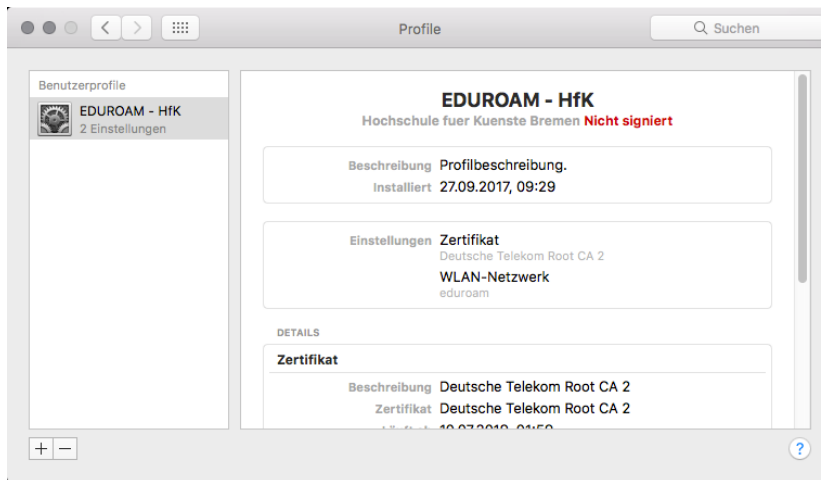 Profile
Suchen
Benutzerprofile
EDUROAM - HfK
2 Einstellungen
EDUROAM - HfK
Hochschule fuer Kuenste Bremen Nicht signiert
Beschreibung Profilbeschreibung.
Installiert 27.09.2017, 09:29
Einstellungen Zertifikat
Deutsche Telekom Root CA 2
WLAN-Netzwerk
eduroam
DETAILS
Zertifikat
Beschreibung Deutsche Telekom Root CA 2
Zertifikat Deutsche Telekom Root CA 2
+ − ?